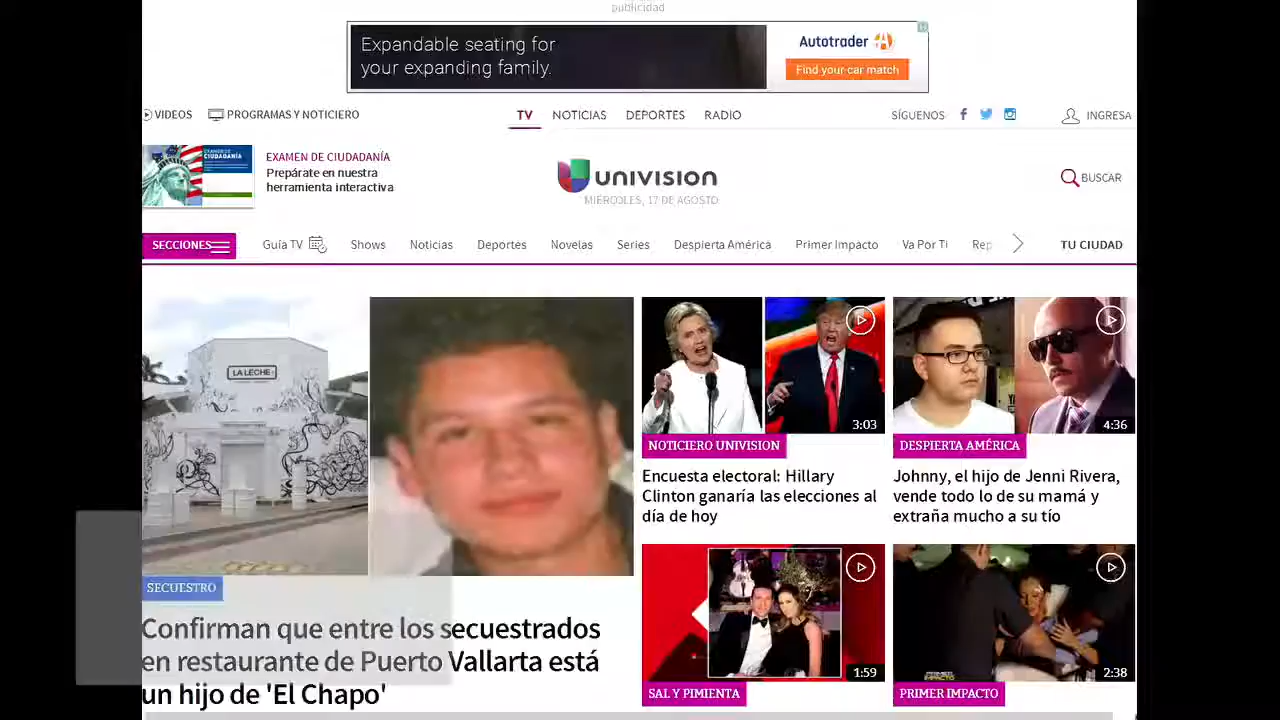 publicidad
Expandable seating for
your expanding family.
Autotrader
Find your car match
VIDEOS
PROGRAMAS Y NOTICIERO
TV
NOTICIAS
DEPORTES
RADIO
SÍGUENOS
INGRESA
EXAMEN DE CIUDADANÍA
Prepárate en nuestra
herramienta interactiva
CIUDADANÍA
UNIVISION
MIÉRCOLES, 17 DE AGOSTO
BUSCAR
SECCIONES
Guía TV
Shows
Noticias
Deportes
Novelas
Series
Despierta América
Primer Impacto
Va Por Ti
Rep
TU CIUDAD
LA LECHE
3:03
4:36
NOTICIERO UNIVISION
DESPIERTA AMÉRICA
Encuesta electoral: Hillary
Clinton ganaría las elecciones al
día de hoy
Johnny, el hijo de Jenni Rivera,
vende todo lo de su mamá y
extraña mucho a su tío
SECUESTRO
Confirman que entre los secuestrados
en restaurante de Puerto Vallarta está
un hijo de 'El Chapo'
1:59
2:38
SAL Y PIMIENTA
PRIMER IMPACTO